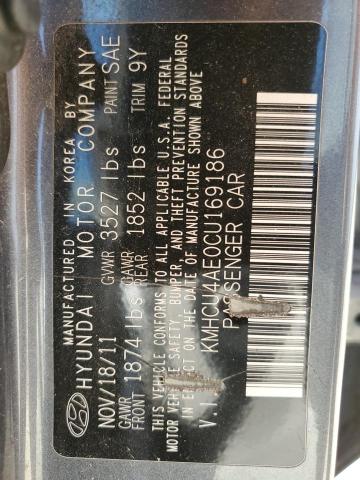 MANUFACTURED IN KOREA BY
HYUNDAI MOTOR COMPANY
NOV/18/11 GVWR 3527 lbs PAINT SAE
GAWR FRONT 1874 lbs GAWR REAR 1852 lbs TRIM 9Y
THIS VEHICLE CONFORMS TO ALL APPLICABLE U.S.A. FEDERAL
MOTOR VEHICLE SAFETY, BUMPER, AND THEFT PREVENTION STANDARDS
IN EFFECT ON THE DATE OF MANUFACTURE SHOWN ABOVE
V.I. KMHCU4AE0CU169186
PASSENGER CAR